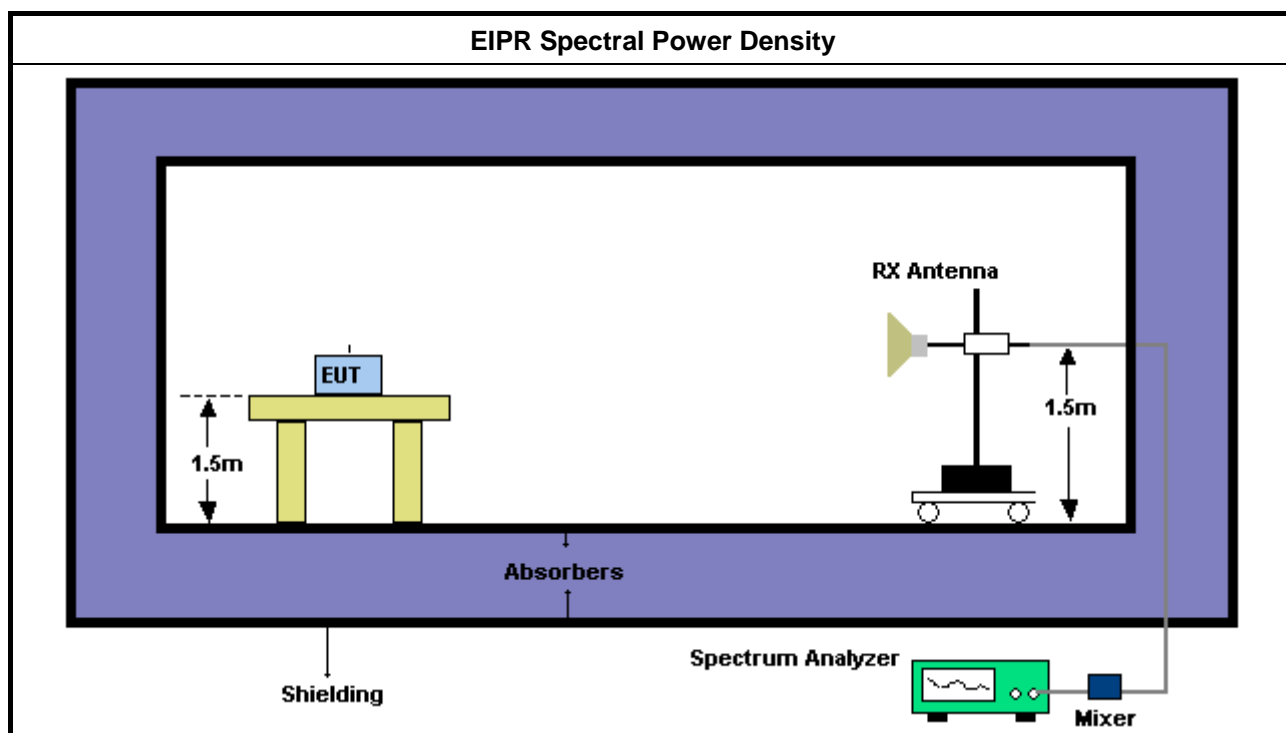 EIPR Spectral Power Density
RX Antenna
EUT
1.5m
1.5m
Absorbers
Spectrum Analyzer
Shielding
Mixer